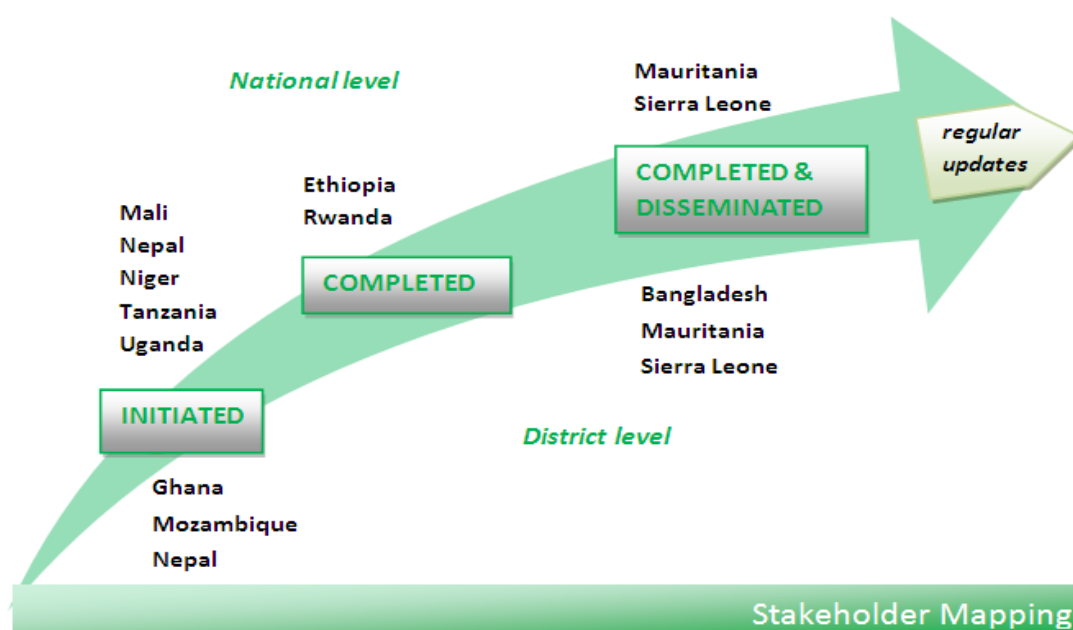 National level
Mauritania
Sierra Leone
regular
updates
COMPLETED &
DISSEMINATED
Ethiopia
Rwanda
Mali
Nepal
Niger
Tanzania
Uganda
COMPLETED
Bangladesh
Mauritania
Sierra Leone
INITIATED
District level
Ghana
Mozambique
Nepal
Stakeholder Mapping